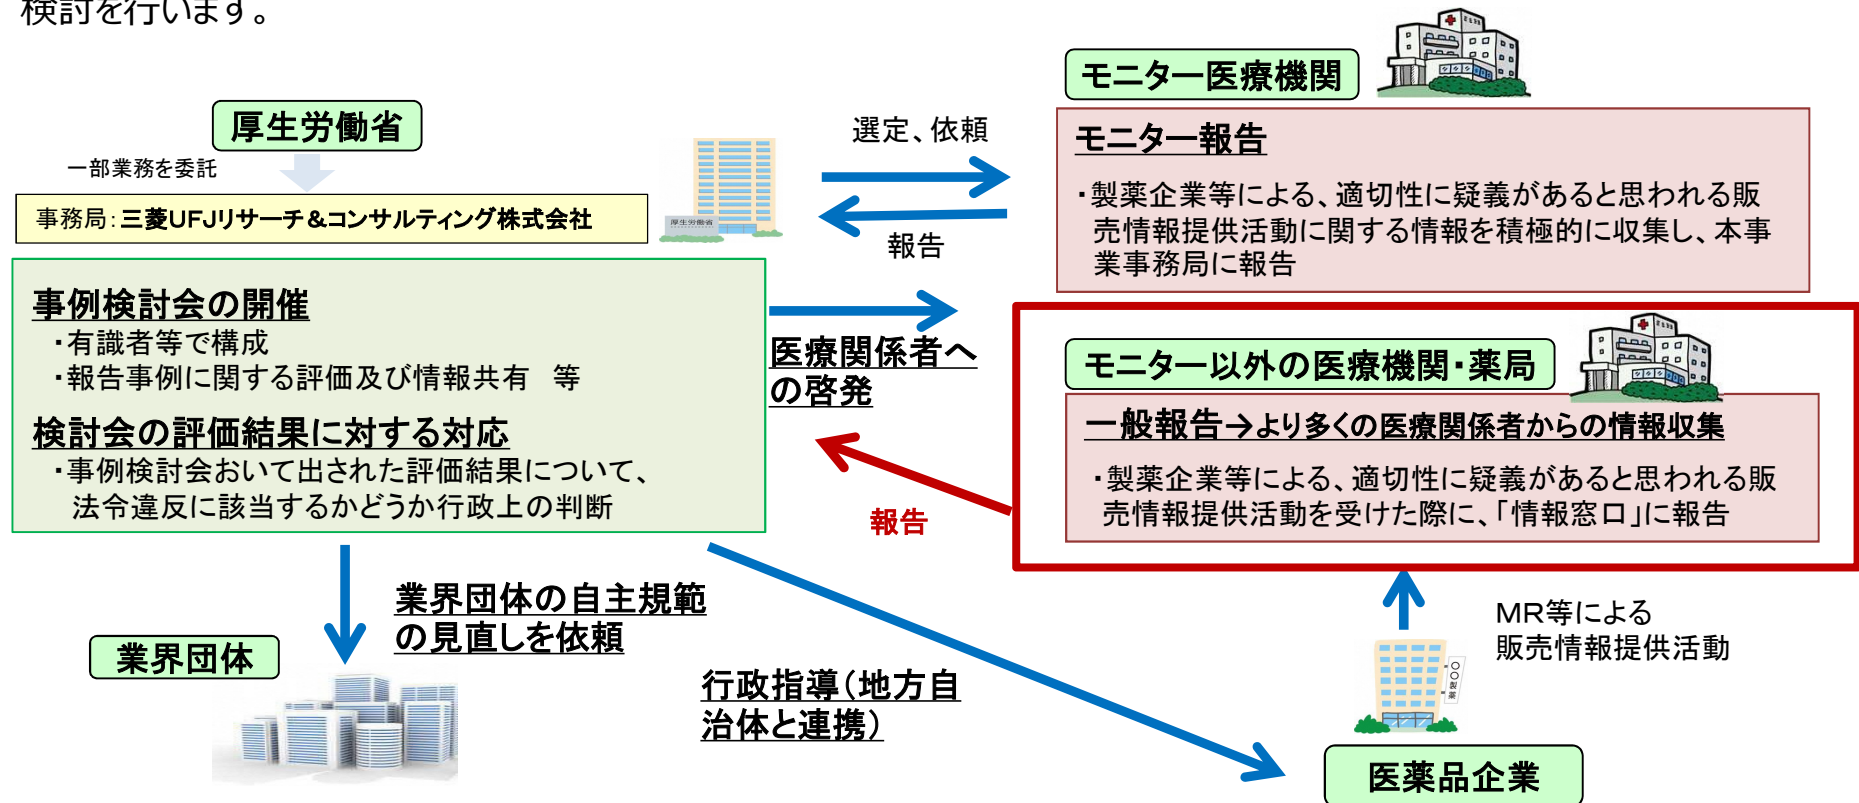 検討を行います。
厚生労働省
一部業務を委託
事務局：三菱UFJリサーチ＆コンサルティング株式会社
厚生労働省
事例検討会の開催
・有識者等で構成
・報告事例に関する評価及び情報共有　等
検討会の評価結果に対する対応
・事例検討会おいて出された評価結果について、
法令違反に該当するかどうか行政上の判断
選定、依頼
報告
モニター医療機関
モニター報告
・製薬企業等による、適切性に疑義があると思われる販
売情報提供活動に関する情報を積極的に収集し、本事
業事務局に報告
医療関係者へ
の啓発
モニター以外の医療機関・薬局
一般報告→より多くの医療関係者からの情報収集
・製薬企業等による、適切性に疑義があると思われる販
売情報提供活動を受けた際に、「情報窓口」に報告
報告
業界団体の自主規範
の見直しを依頼
業界団体
行政指導（地方自
治体と連携）
MR等による
販売情報提供活動
〇〇製薬
医薬品企業